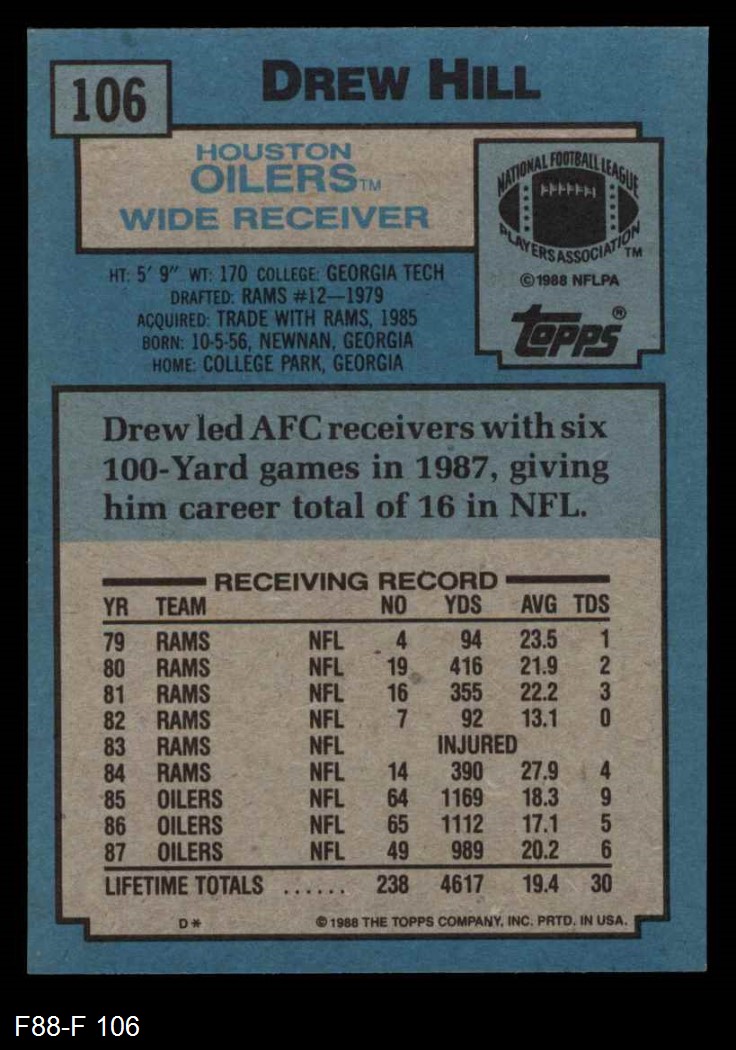 106
DREW HILL
HOUSTON
OILERS TM
WIDE RECEIVER
NATIONAL FOOTBALL LEAGUE
PLAYERS ASSOCIATION TM
©1988 NFLPA
TOPPS®
HT: 5' 9" WT: 170 COLLEGE: GEORGIA TECH
DRAFTED: RAMS #12—1979
ACQUIRED: TRADE WITH RAMS, 1985
BORN: 10-5-56, NEWNAN, GEORGIA
HOME: COLLEGE PARK, GEORGIA
Drew led AFC receivers with six
100-Yard games in 1987, giving
him career total of 16 in NFL.
RECEIVING RECORD
YR TEAM NO YDS AVG TDS
79 RAMS NFL 4 94 23.5 1
80 RAMS NFL 19 416 21.9 2
81 RAMS NFL 16 355 22.2 3
82 RAMS NFL 7 92 13.1 0
83 RAMS NFL INJURED
84 RAMS NFL 14 390 27.9 4
85 OILERS NFL 64 1169 18.3 9
86 OILERS NFL 65 1112 17.1 5
87 OILERS NFL 49 989 20.2 6
LIFETIME TOTALS ...... 238 4617 19.4 30
D* © 1988 THE TOPPS COMPANY, INC. PRTD. IN USA.
F88-F 106